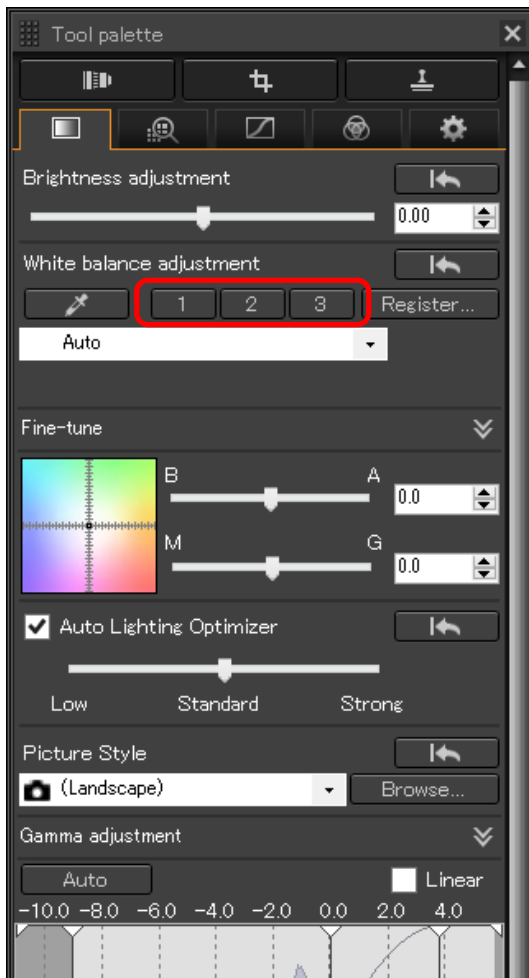 Tool palette
Brightness adjustment
0.00
White balance adjustment
1 2 3 Register...
Auto
Fine-tune
B A
0.0
M G
0.0
Auto Lighting Optimizer
Low Standard Strong
Picture Style
(Landscape) Browse...
Gamma adjustment
Auto Linear
-10.0 -8.0 -6.0 -4.0 -2.0 0.0 2.0 4.0